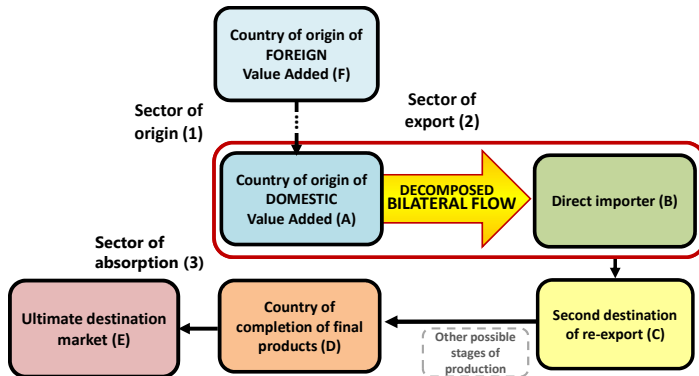 Country of origin of
FOREIGN
Value Added (F)
Sector of
origin (1)
Sector of
export (2)
Country of origin of
DOMESTIC
Value Added (A)
DECOMPOSED
BILATERAL FLOW
Direct importer (B)
Sector of
absorption (3)
Ultimate destination
market (E)
Country of
completion of final
products (D)
Other possible
stages of
production
Second destination
of re-export (C)